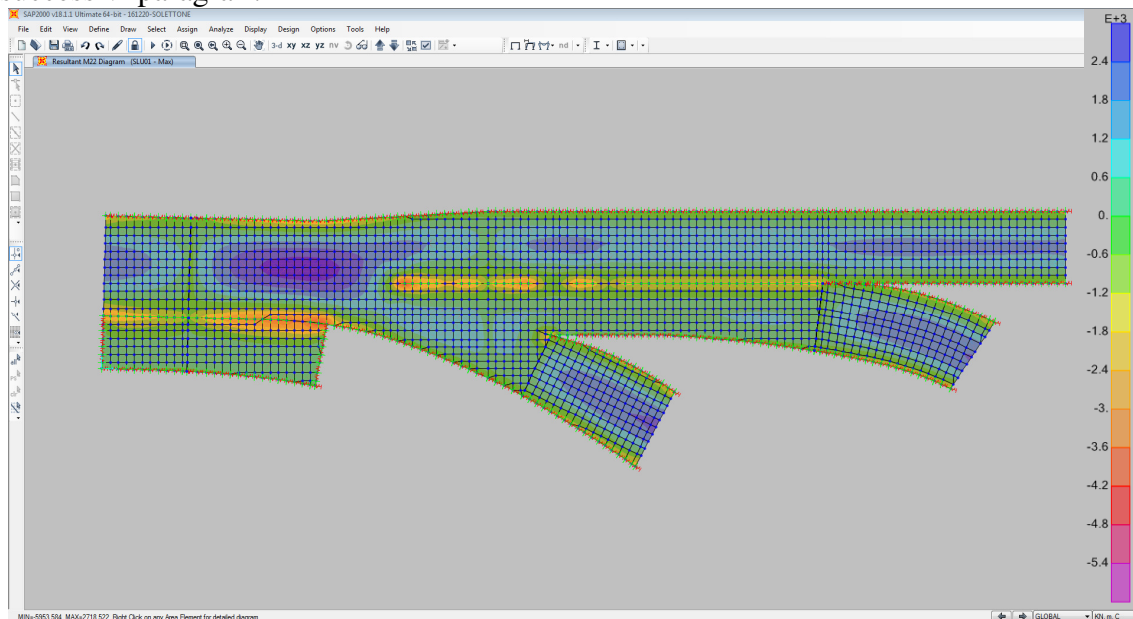 SAP2000 v18.1.1 Ultimate 64-bit - 161220-SOLETTONE
File Edit View Define Draw Select Assign Analyze Display Design Options Tools Help
3-d xy xz yz nv nd
Resultant M22 Diagram (SLU01 - Max)
E+3
2.4
1.8
1.2
0.6
0.
-0.6
-1.2
-1.8
-2.4
-3.
-3.6
-4.2
-4.8
-5.4
MIN=-5953.584, MAX=2718.522, Right Click on any Area Element for detailed diagram
GLOBAL
KN, m, C